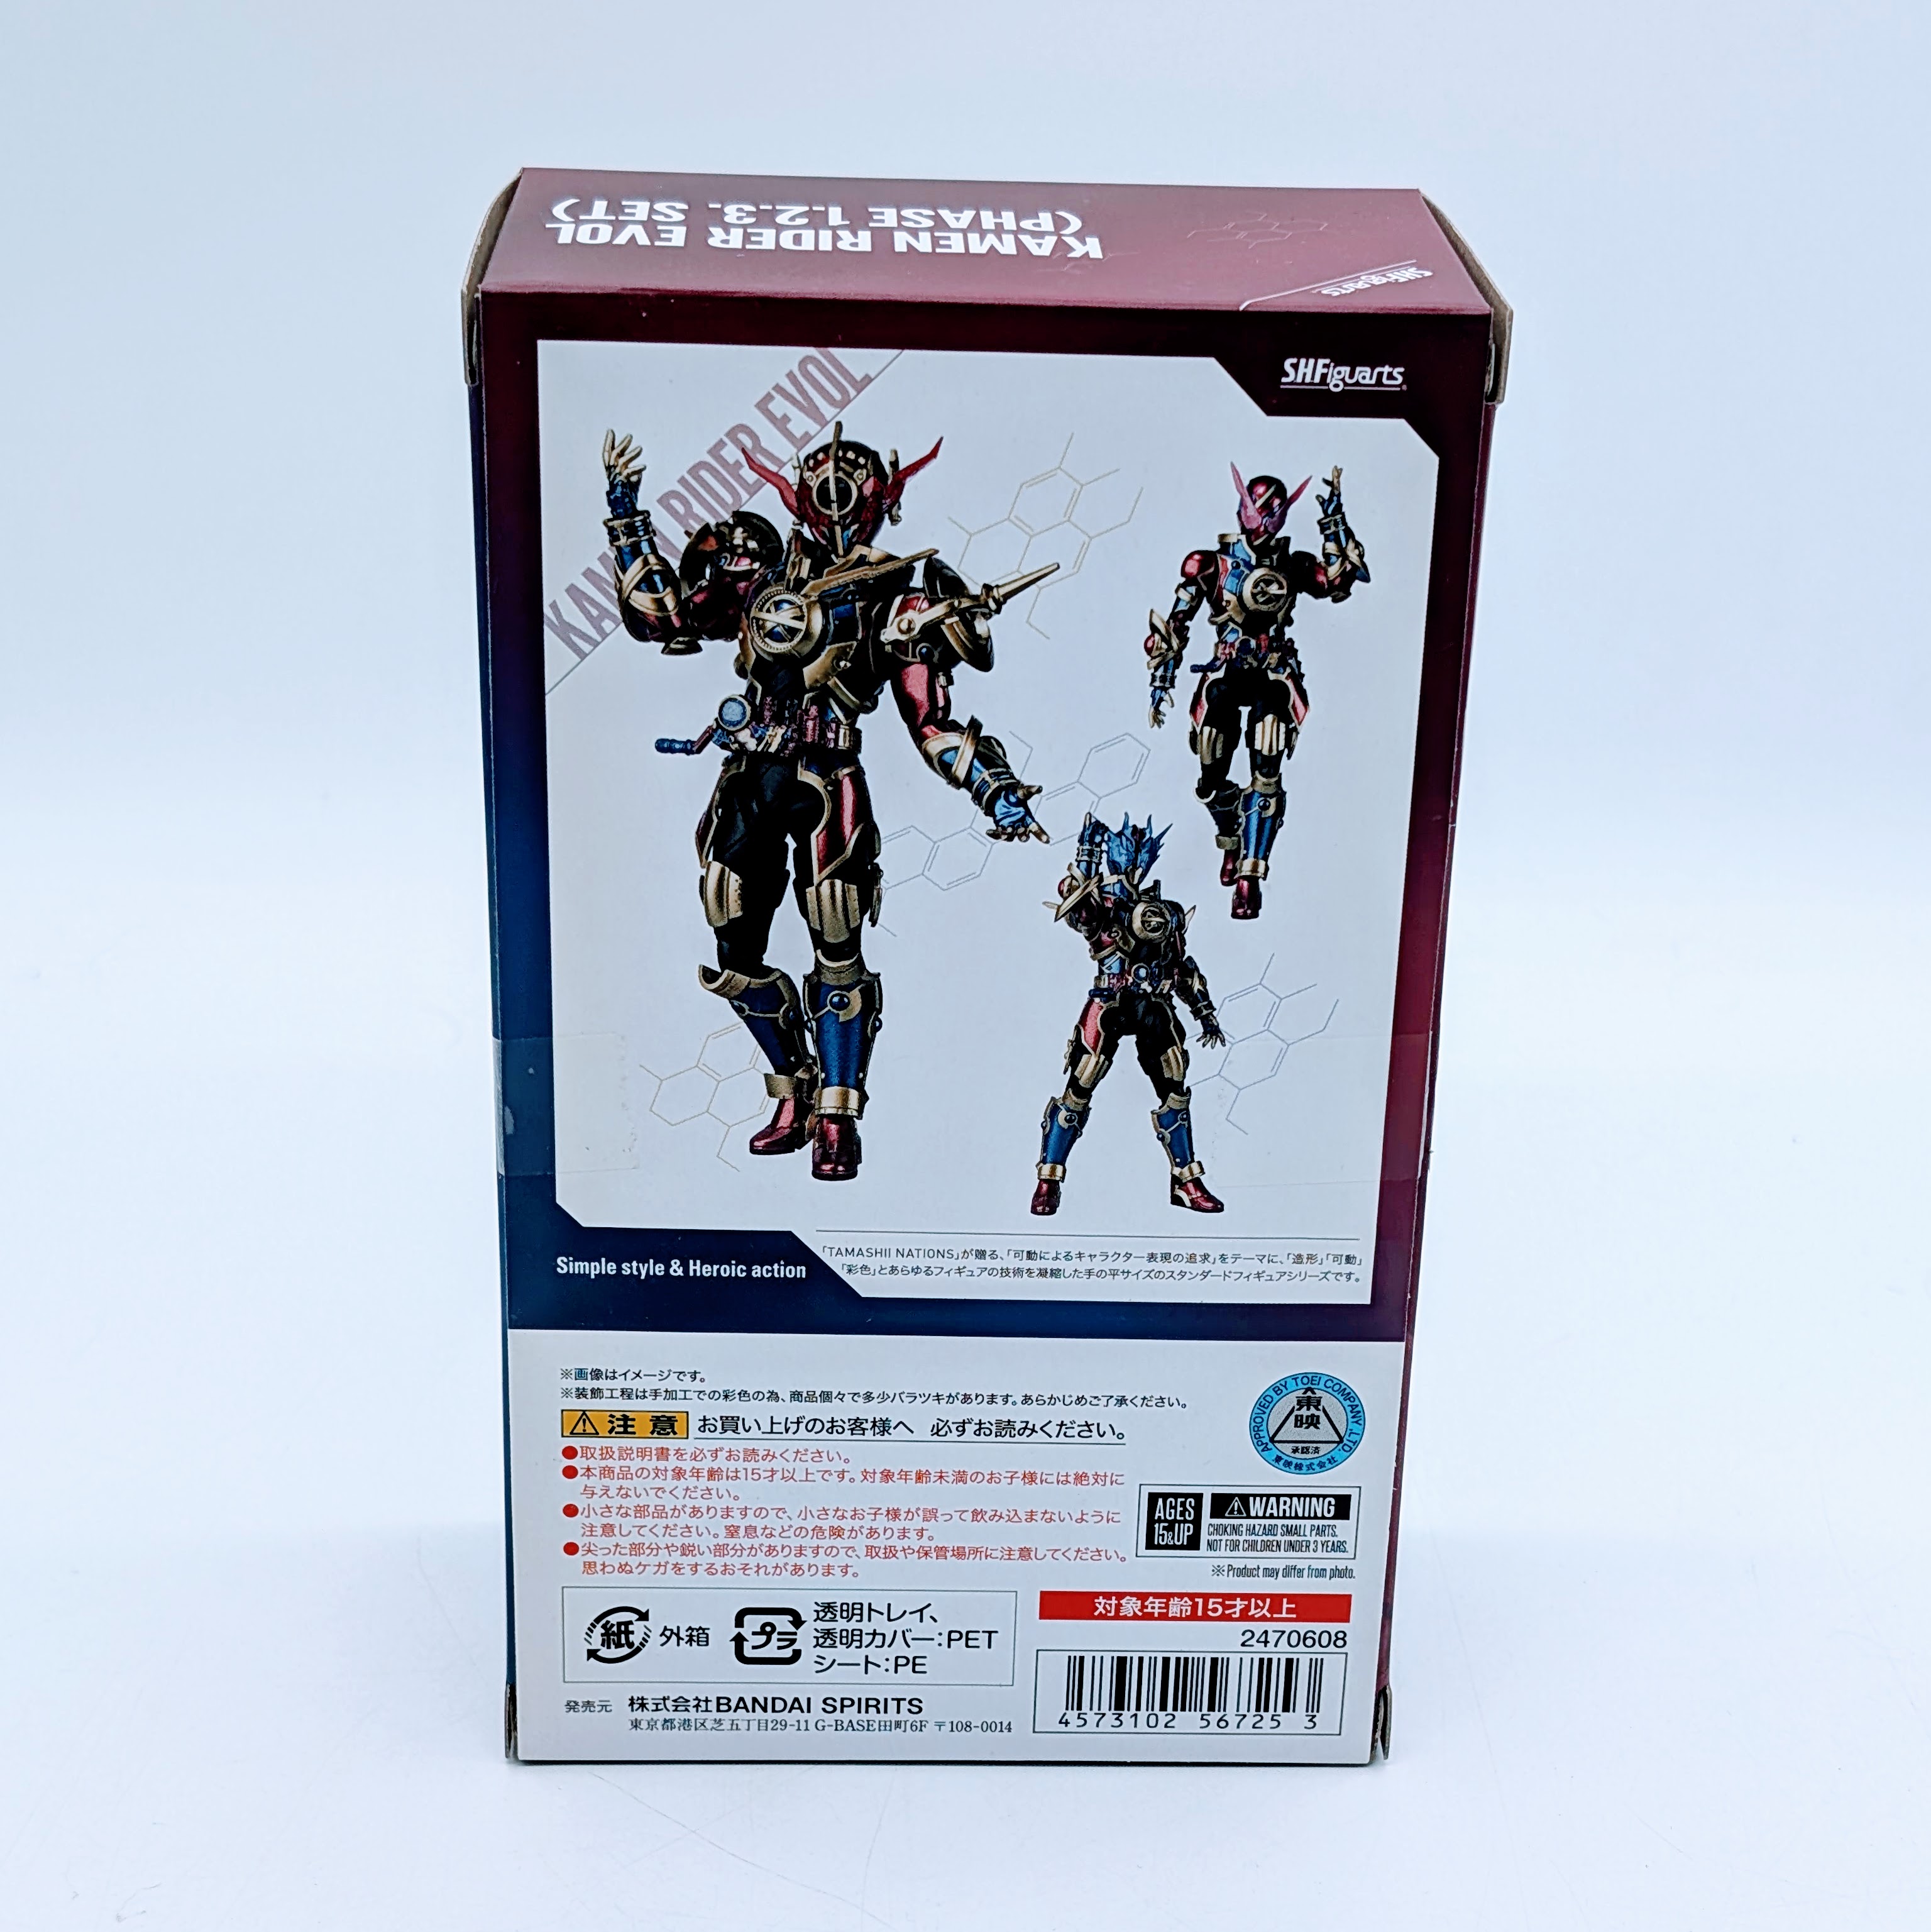 KAMEN RIDER EVOL
(PHASE 1.2.3. SET)
S.H.Figuarts
S.H.Figuarts
KAMEN RIDER EVOL
Simple style & Heroic action
「TAMASHII NATIONS」が贈る、「可動によるキャラクター表現の追求」をテーマに、「造形」「可動」
「彩色」とあらゆるフィギュアの技術を凝縮した手の平サイズのスタンダードフィギュアシリーズです。
※画像はイメージです。
※装飾工程は手加工での彩色の為、商品個々で多少バラツキがあります。あらかじめご了承ください。
注意 お買い上げのお客様へ 必ずお読みください。
●取扱説明書を必ずお読みください。
●本商品の対象年齢は15才以上です。対象年齢未満のお子様には絶対に
与えないでください。
●小さな部品がありますので、小さなお子様が誤って飲み込まないように
注意してください。窒息などの危険があります。
●尖った部分や鋭い部分がありますので、取扱や保管場所に注意してください。
思わぬケガをするおそれがあります。
APPROVED BY TOEI COMPANY, LTD.
東映
承認済
東映株式会社
AGES
15&UP
WARNING
CHOKING HAZARD SMALL PARTS.
NOT FOR CHILDREN UNDER 3 YEARS.
※Product may differ from photo.
紙 外箱
プラ
透明トレイ、
透明カバー:PET
シート:PE
対象年齢15才以上
2470608
4573102 56725 3
発売元 株式会社BANDAI SPIRITS
東京都港区芝五丁目29-11 G-BASE田町6F 〒108-0014